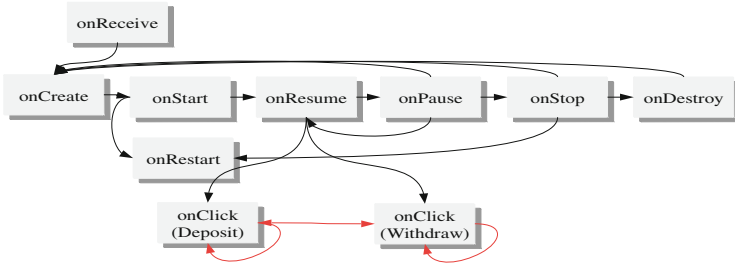 onReceive
onCreate
onStart
onResume
onPause
onStop
onDestroy
onRestart
onClick
(Deposit)
onClick
(Withdraw)